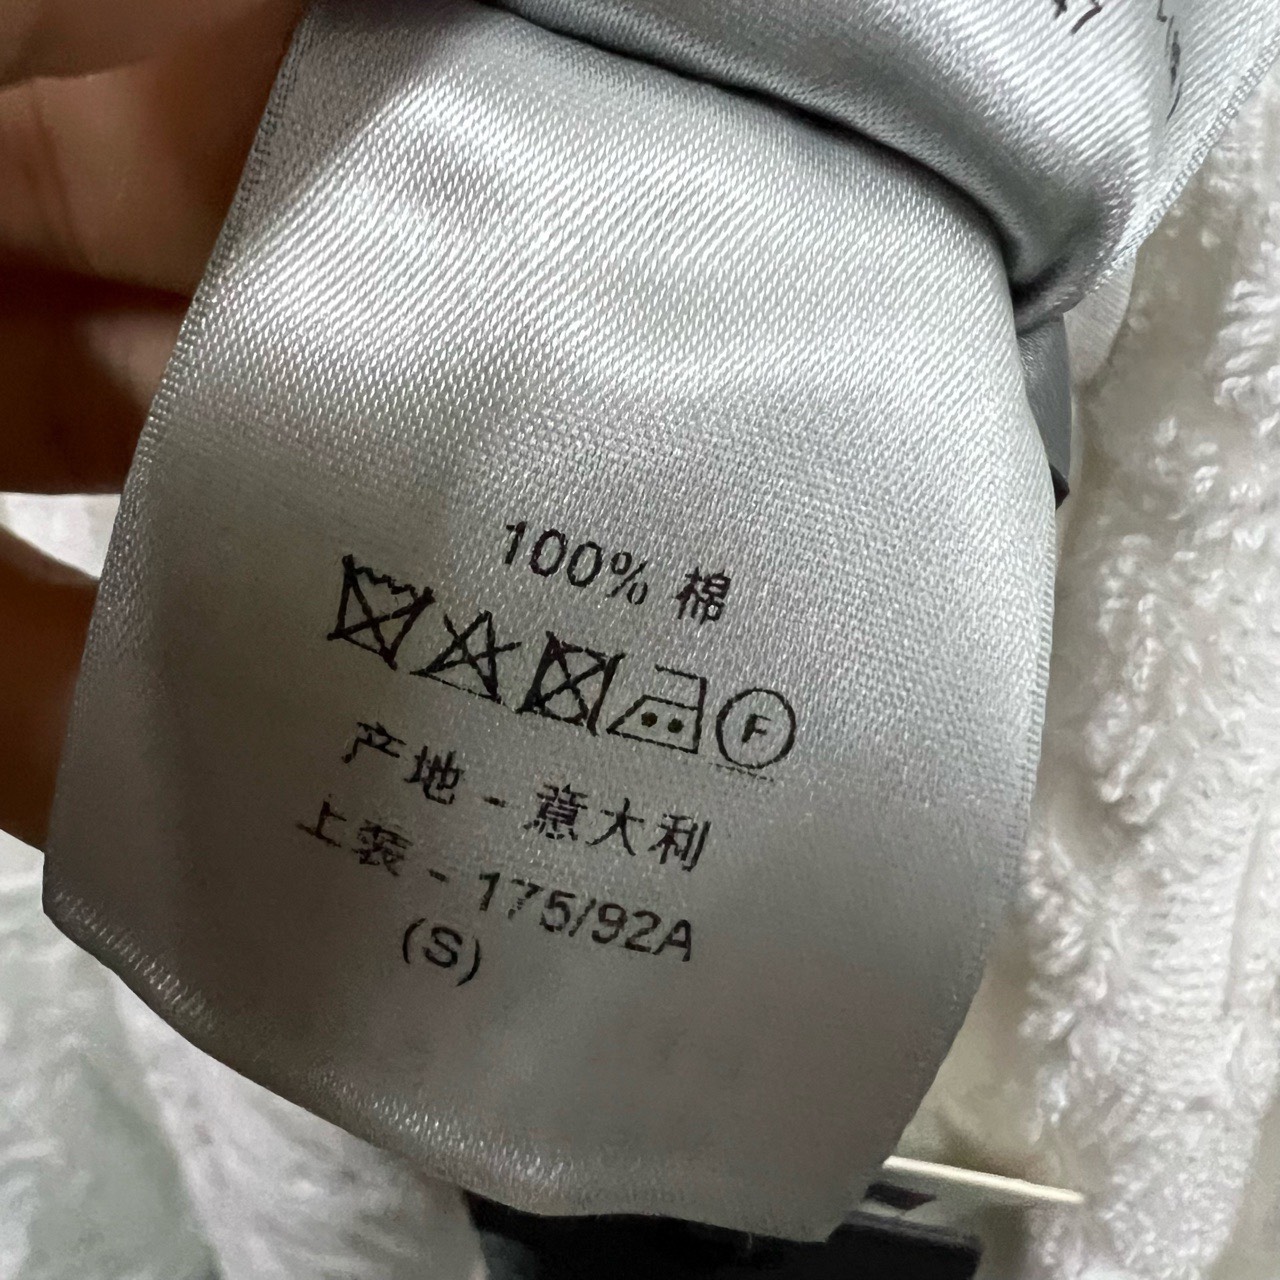 100% 棉
F
产地 - 意大利
上装 - 175/92A
(S)